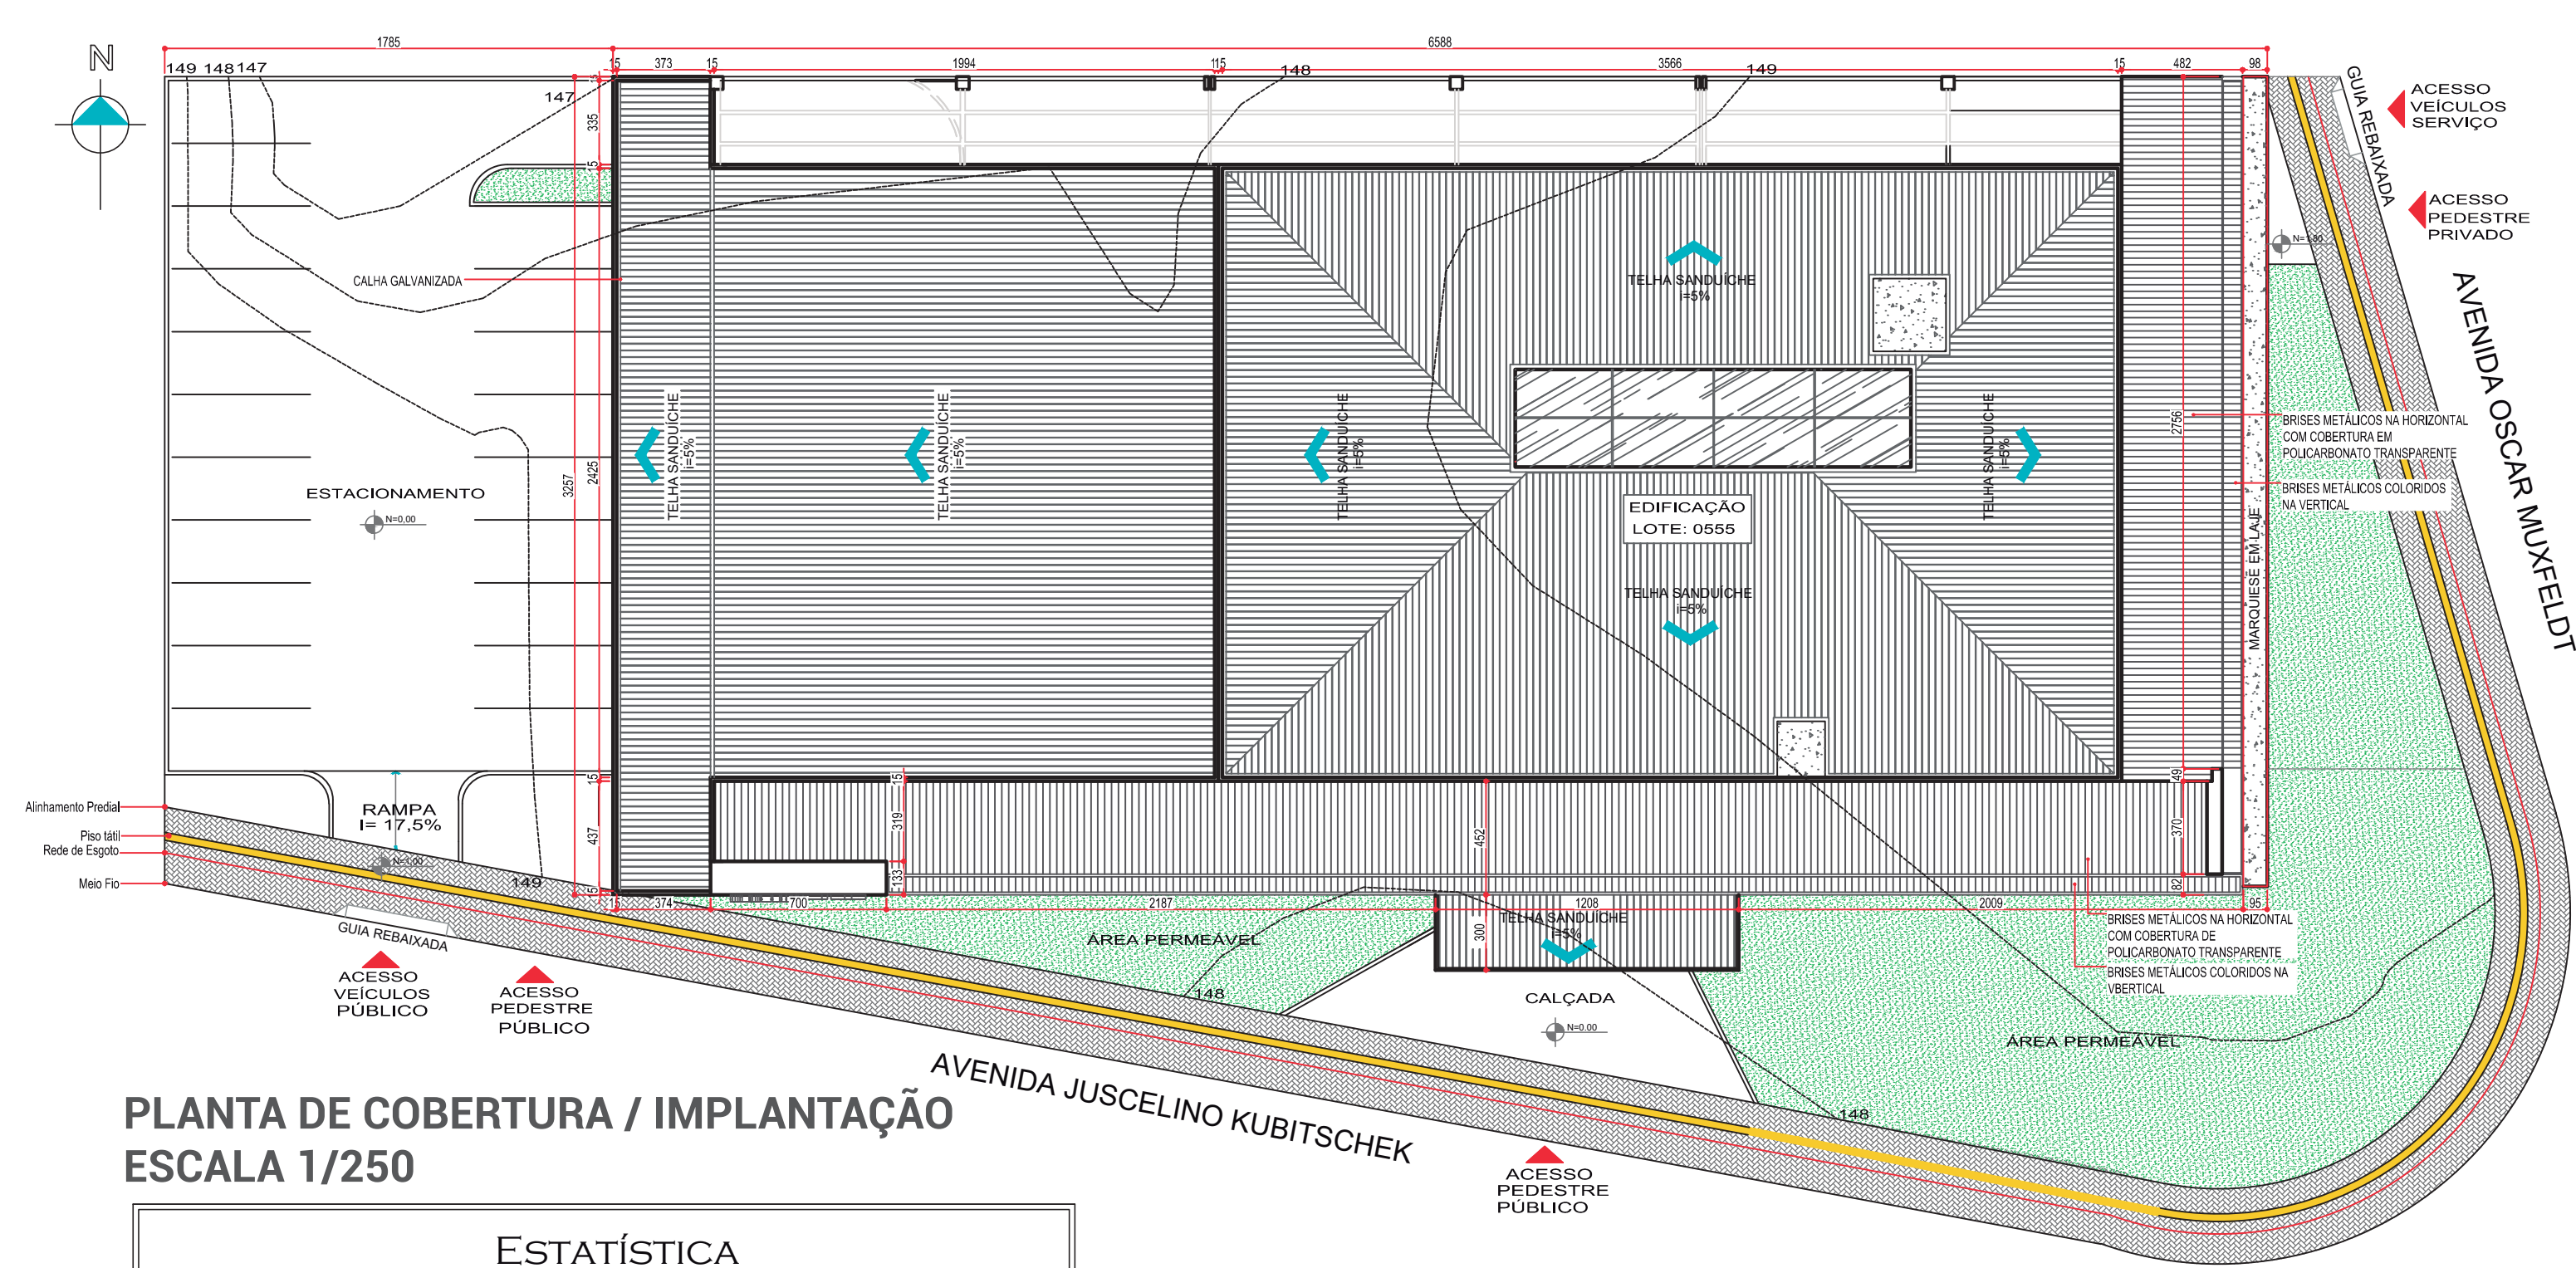 1785
6588
N
149 148 147
15 373 15 1994 115 3566 15 482 98
148
149
147
15
335
15
GUIA REBAIXADA
ACESSO
VEÍCULOS
SERVIÇO
ACESSO
PEDESTRE
PRIVADO
CALHA GALVANIZADA
TELHA SANDUÍCHE
i=5%
AVENIDA OSCAR MUXFELDT
TELHA SANDUÍCHE
i=5%
TELHA SANDUÍCHE
i=5%
TELHA SANDUÍCHE
i=5%
TELHA SANDUÍCHE
i=5%
2756
BRISES METÁLICOS NA HORIZONTAL
COM COBERTURA EM
POLICARBONATO TRANSPARENTE
BRISES METÁLICOS COLORIDOS
NA VERTICAL
3257
2425
ESTACIONAMENTO
N=0,00
EDIFICAÇÃO
LOTE: 0555
MARQUIESE EM LAJE
TELHA SANDUÍCHE
i=5%
15
15
49
Alinhamento Predial
RAMPA
I= 17,5%
Piso tátil
Rede de Esgoto
N=1,00
Meio Fio
149
437
319
452
370
15
133
82
15 374 700 2187 1208 2009 95
GUIA REBAIXADA
TELHA SANDUÍCHE
i=5%
300
ÁREA PERMEÁVEL
BRISES METÁLICOS NA HORIZONTAL
COM COBERTURA DE
POLICARBONATO TRANSPARENTE
BRISES METÁLICOS COLORIDOS NA
VBERTICAL
ACESSO
VEÍCULOS
PÚBLICO
ACESSO
PEDESTRE
PÚBLICO
148
CALÇADA
N=0.00
ÁREA PERMEÁVEL
AVENIDA JUSCELINO KUBITSCHEK
148
PLANTA DE COBERTURA / IMPLANTAÇÃO
ESCALA 1/250
ACESSO
PEDESTRE
PÚBLICO
ESTATÍSTICA